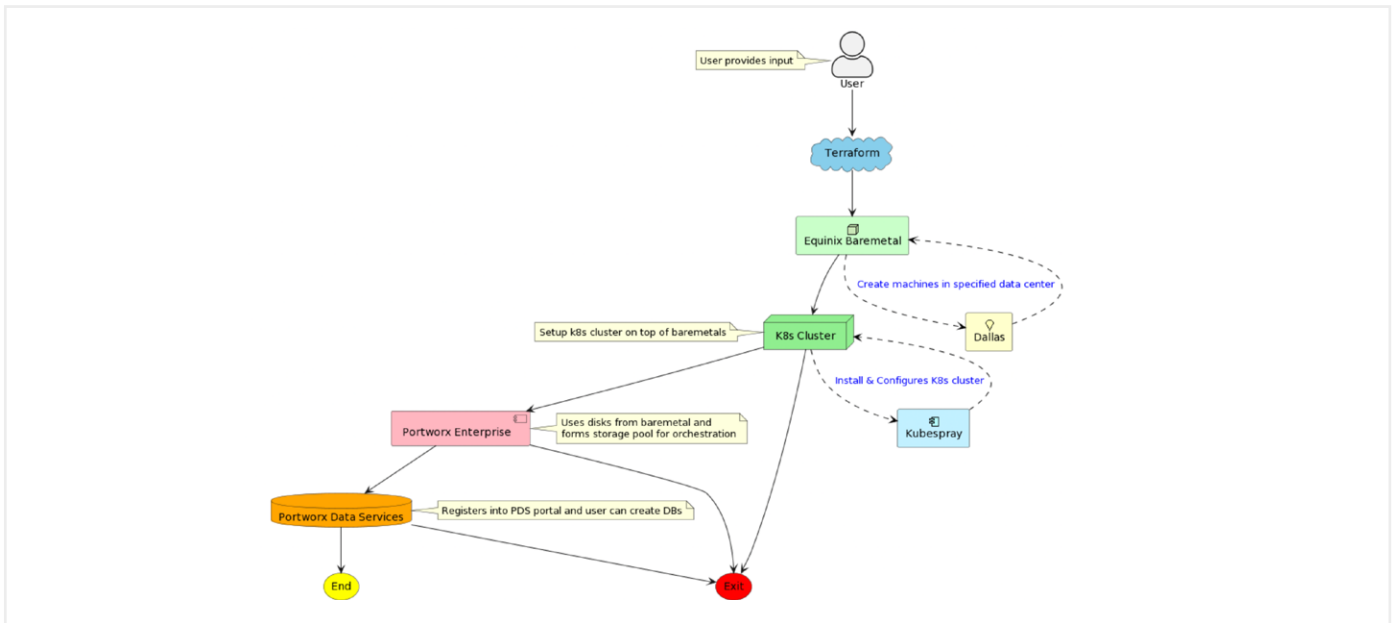 User provides input
User
Terraform
Equinix Baremetal
Create machines in specified data center
Dallas
Setup k8s cluster on top of baremetals
K8s Cluster
Install & Configures K8s cluster
Kubespray
Portworx Enterprise
Uses disks from baremetal and
forms storage pool for orchestration
Portworx Data Services
Registers into PDS portal and user can create DBs
End
Exit